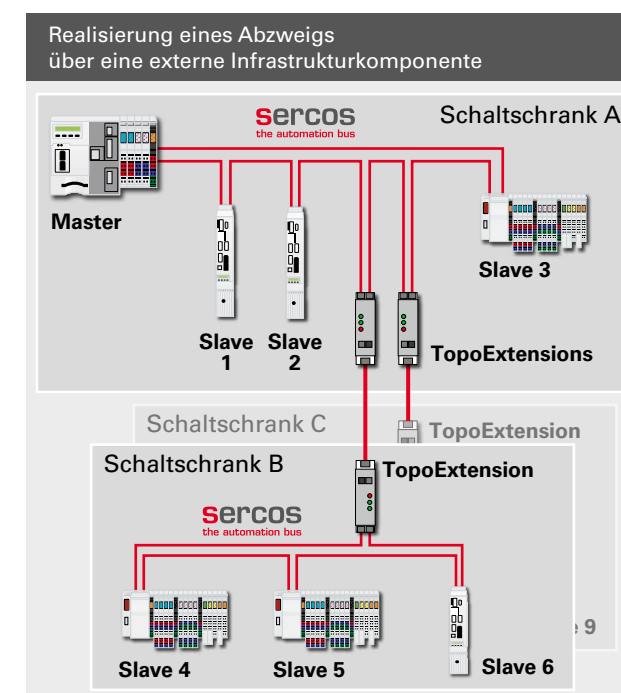 Realisierung eines Abzweigs
über eine externe Infrastrukturkomponente
sercos
the automation bus
Schaltschrank A
Master
Slave 3
Slave
1
Slave
2
TopoExtensions
Schaltschrank C
TopoExtension
Schaltschrank B
TopoExtension
sercos
the automation bus
9
Slave 4
Slave 5
Slave 6